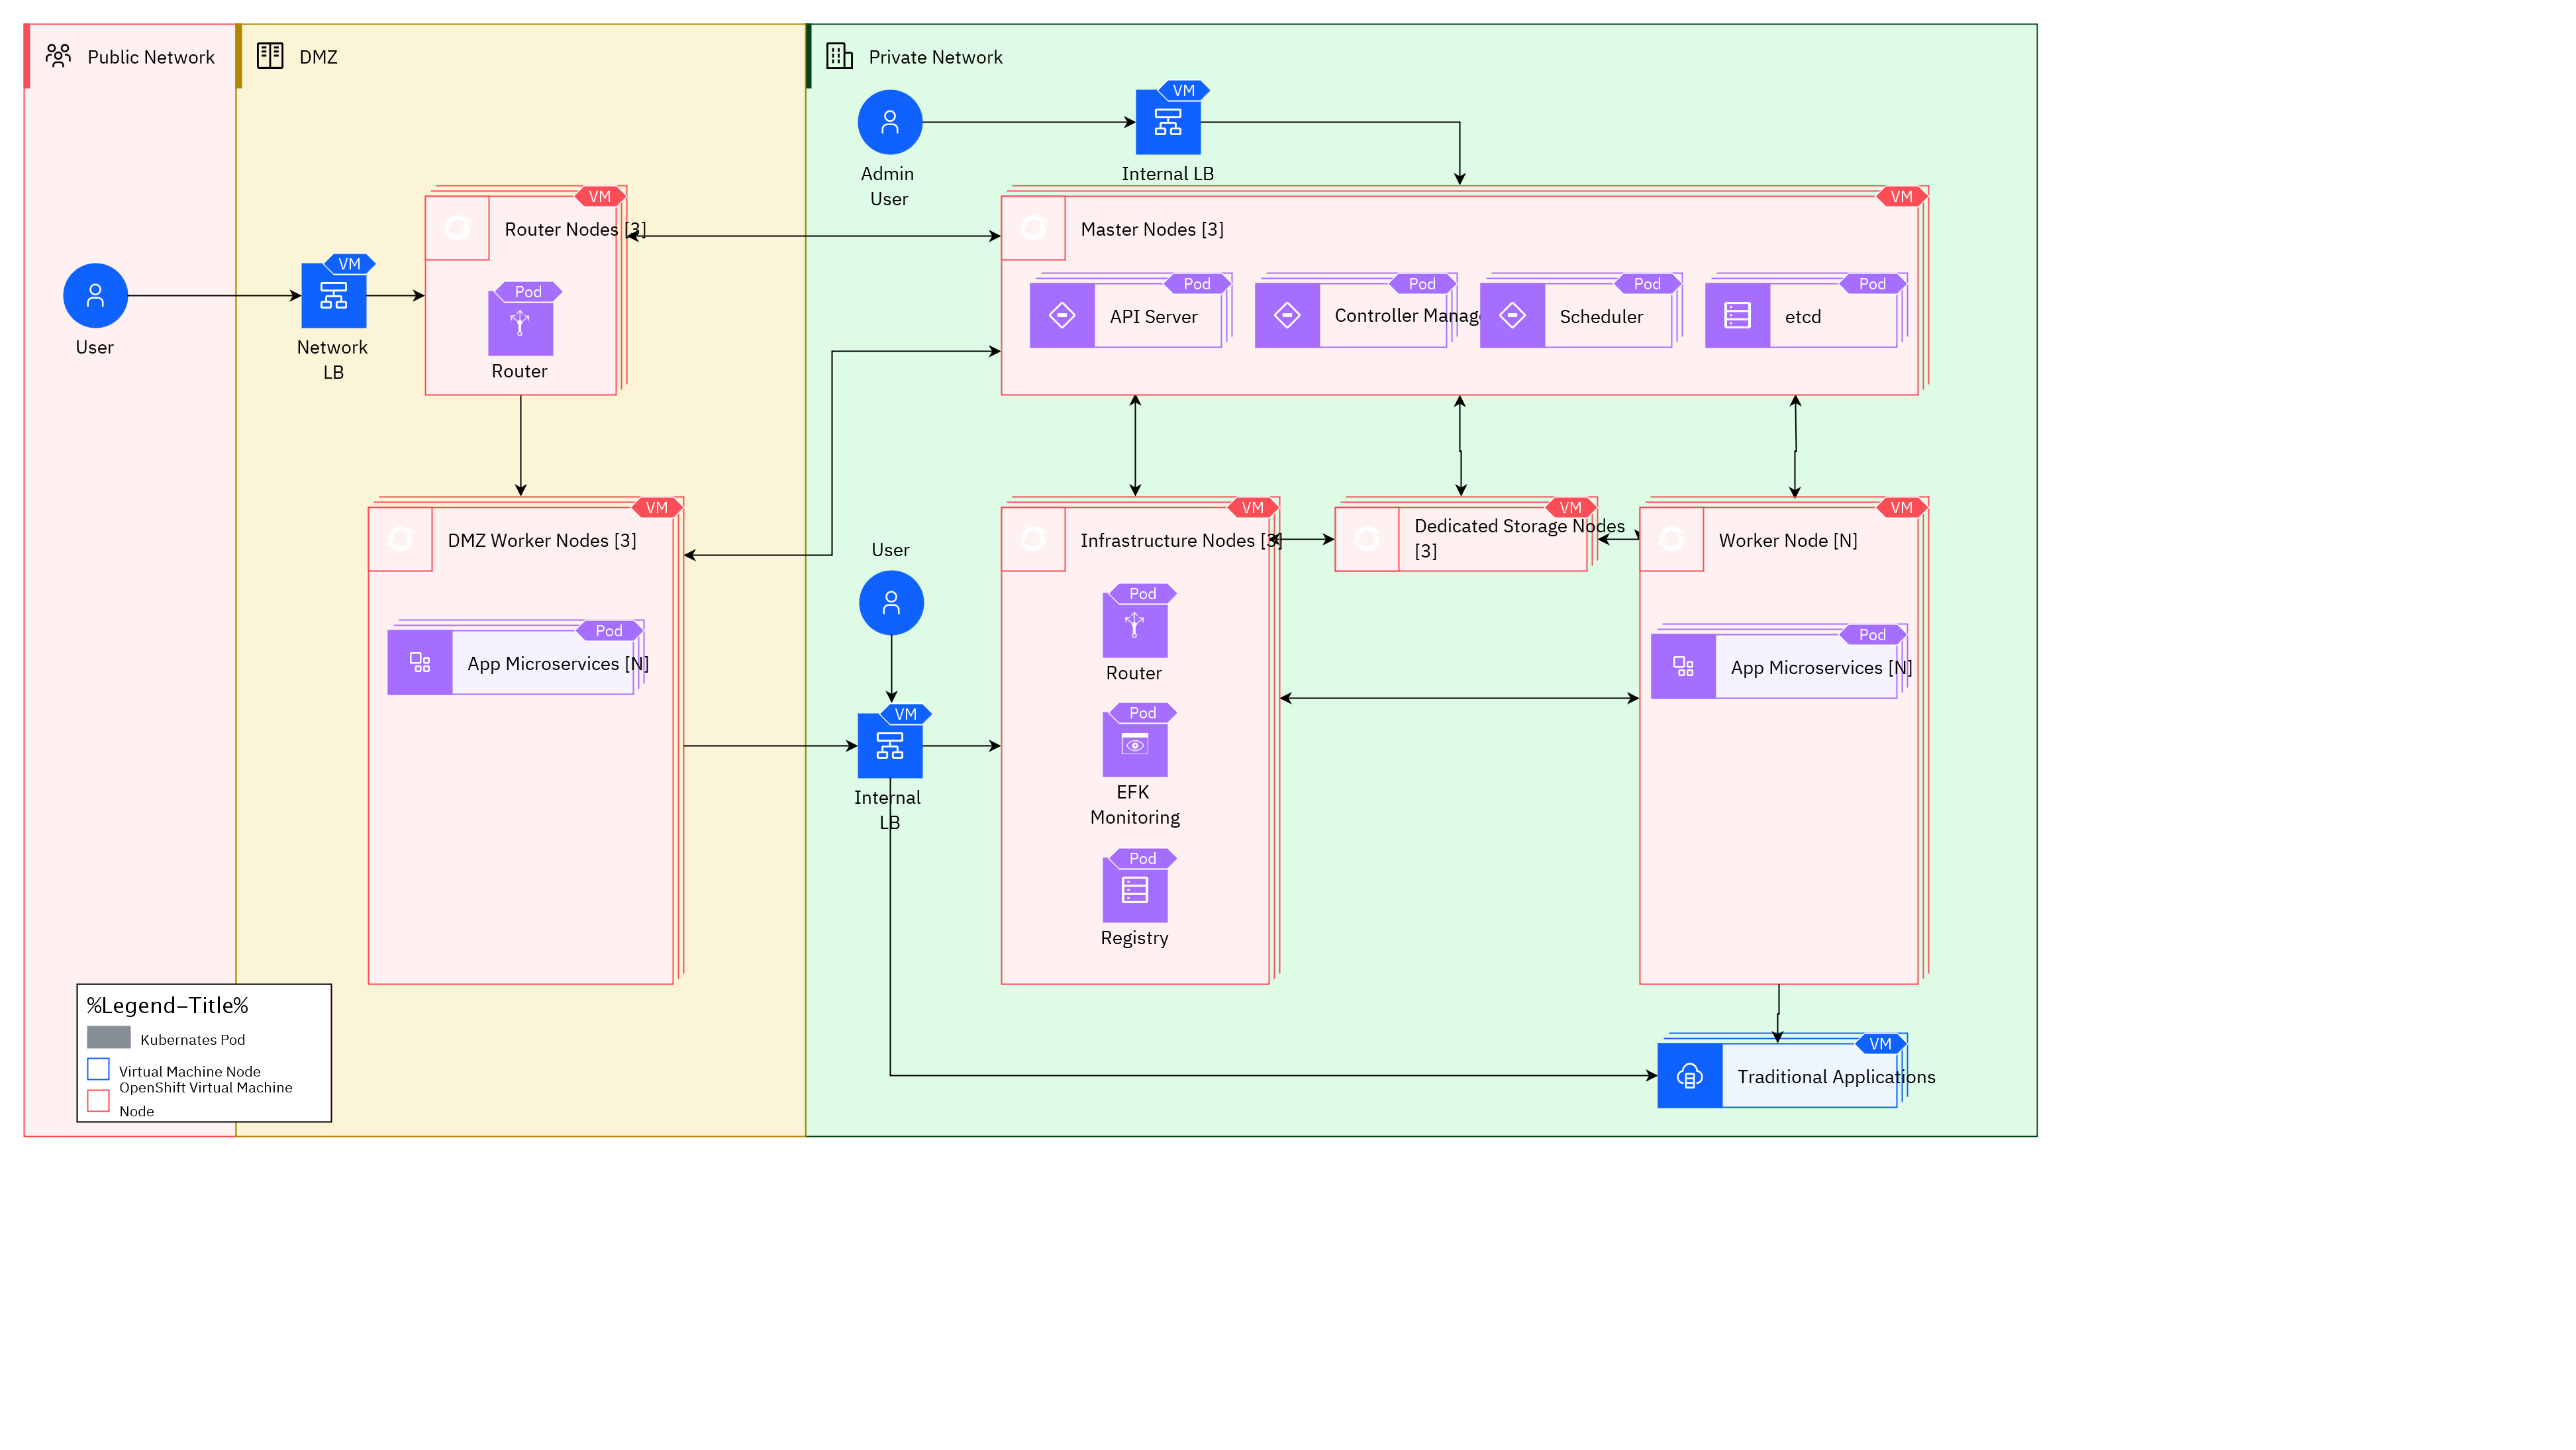 Public Network
DMZ
Private Network
VM
Admin
User
Internal LB
VM
Router Nodes [3]
VM
Master Nodes [3]
VM
User
Network
LB
Pod
Router
Pod
API Server
Pod
Controller Manage
Pod
Scheduler
Pod
etcd
VM
DMZ Worker Nodes [3]
Pod
App Microservices [N]
User
VM
Internal
LB
VM
Infrastructure Nodes [3]
Pod
Router
Pod
EFK
Monitoring
Pod
Registry
VM
Dedicated Storage Nodes
[3]
VM
Worker Node [N]
Pod
App Microservices [N]
VM
Traditional Applications
%Legend-Title%
Kubernates Pod
Virtual Machine Node
OpenShift Virtual Machine
Node